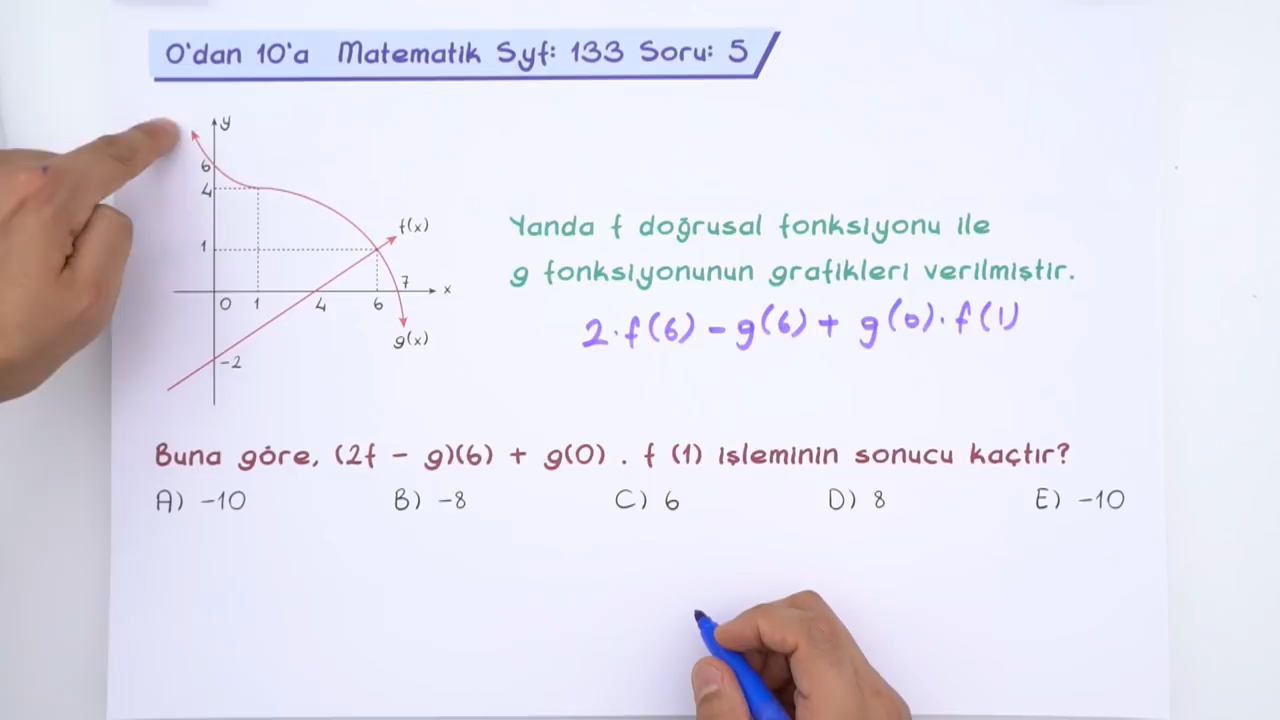 0'dan 10'a Matematik Syf: 133 Soru: 5
y
6
4
f(x)
1
7
x
0 1 4 6
g(x)
-2
Yanda f doğrusal fonksiyonu ile
g fonksiyonunun grafikleri verilmiştir.
2·f(6) - g(6) + g(0)·f(1)
Buna göre, (2f - g)(6) + g(0) . f (1) işleminin sonucu kaçtır?
A) -10 B) -8 C) 6 D) 8 E) -10